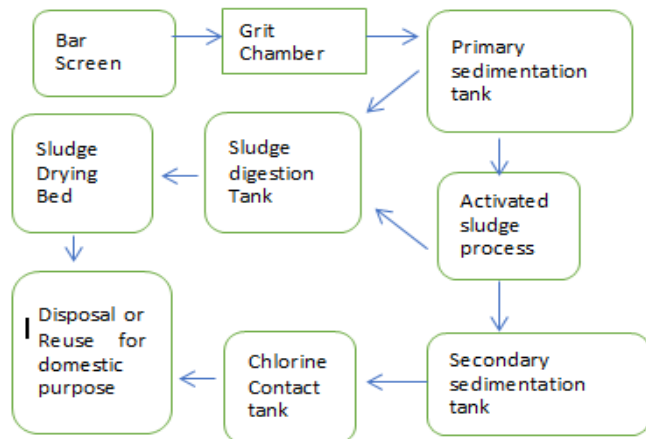 Bar
Screen
Grit
Chamber
Primary
sedimentation
tank
Sludge
Drying
Bed
Sludge
digestion
Tank
Activated
sludge
process
Disposal or
Reuse for
domestic
purpose
Chlorine
Contact
tank
Secondary
sedimentation
tank